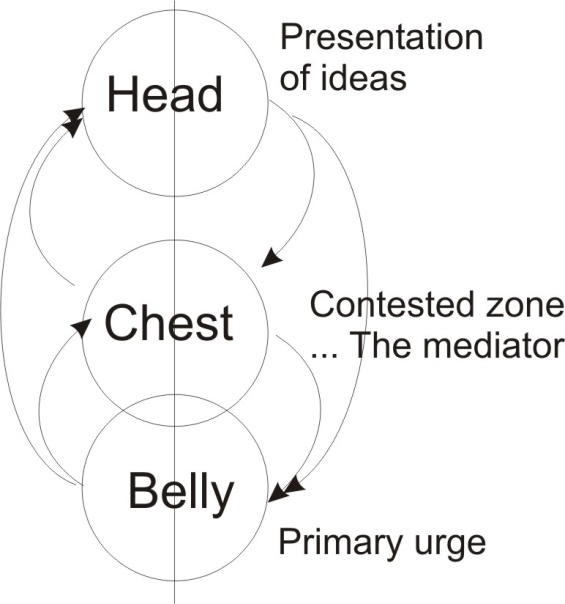 Presentation
of ideas
Head
Contested zone
... The mediator
Chest
Belly
Primary urge